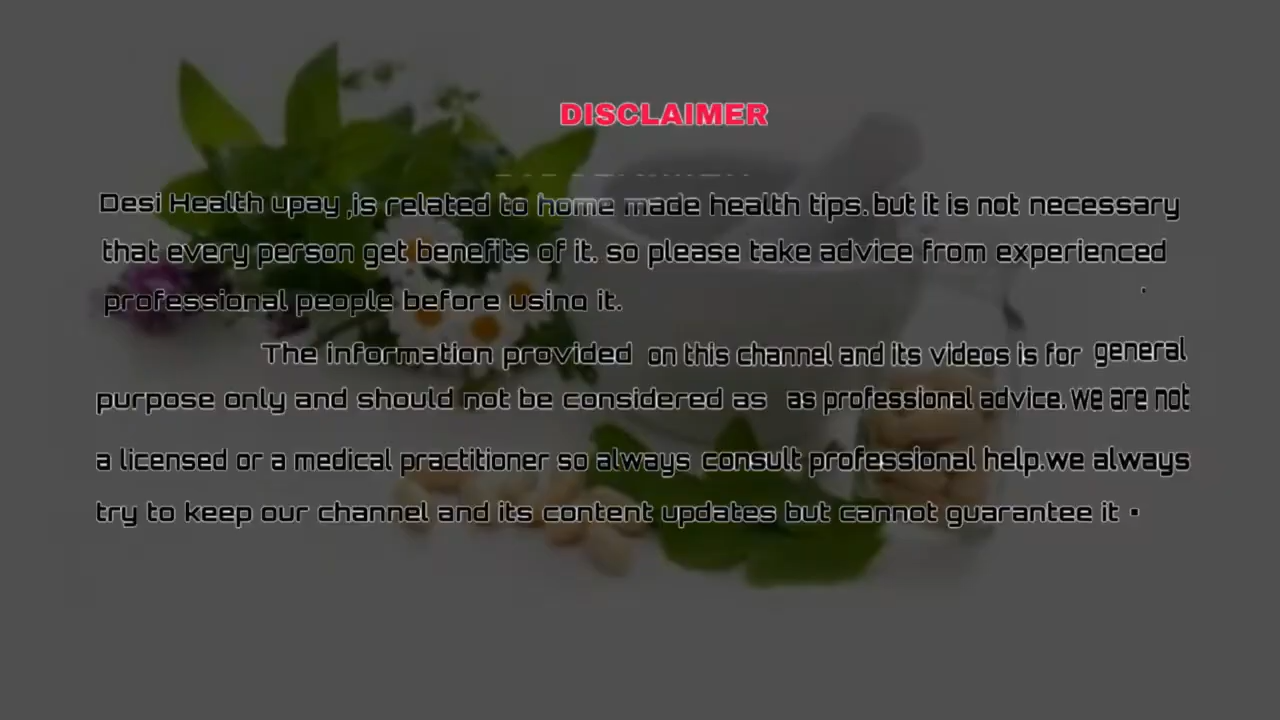 DISCLAIMER
Desi Health upay ,is related to home made health tips. but it is not necessary
that every person get benefits of it. so please take advice from experienced
professional people before using it.
The information provided on this channel and its videos is for general
purpose only and should not be considered as as professional advice. we are not
a licensed or a medical practitioner so always consult professional help.we always
try to keep our channel and its content updates but cannot guarantee it .